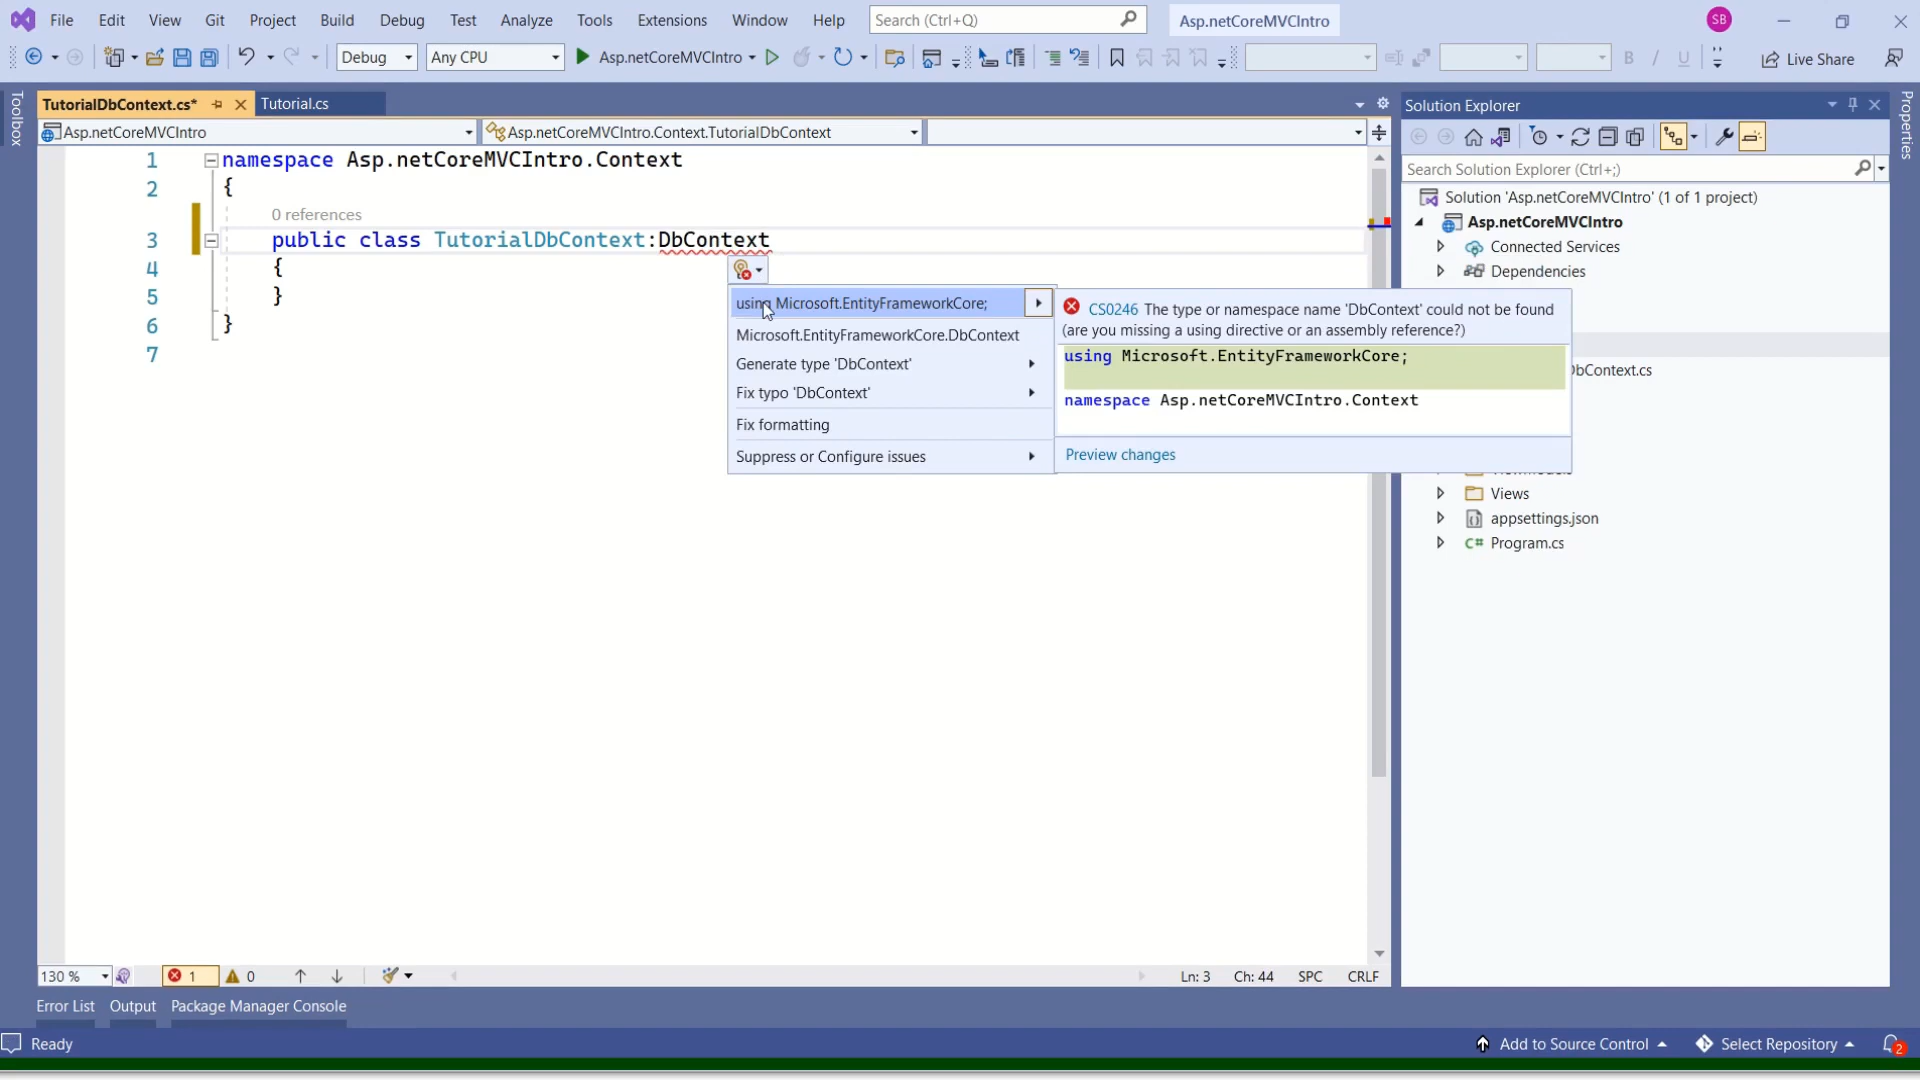 File Edit View Git Project Build Debug Test Analyze Tools Extensions Window Help Search (Ctrl+Q) Asp.netCoreMVCIntro SB
Debug Any CPU Asp.netCoreMVCIntro Live Share
Toolbox
TutorialDbContext.cs* Tutorial.cs
Asp.netCoreMVCIntro Asp.netCoreMVCIntro.Context.TutorialDbContext
1 namespace Asp.netCoreMVCIntro.Context
2 {
0 references
3 public class TutorialDbContext:DbContext
4 {
5 }
6 }
7
using Microsoft.EntityFrameworkCore;
Microsoft.EntityFrameworkCore.DbContext
Generate type 'DbContext'
Fix typo 'DbContext'
Fix formatting
Suppress or Configure issues
CS0246 The type or namespace name 'DbContext' could not be found
(are you missing a using directive or an assembly reference?)
using Microsoft.EntityFrameworkCore;
namespace Asp.netCoreMVCIntro.Context
Preview changes
Solution Explorer
Search Solution Explorer (Ctrl+;)
Solution 'Asp.netCoreMVCIntro' (1 of 1 project)
Asp.netCoreMVCIntro
Connected Services
Dependencies
DbContext.cs
Views
appsettings.json
Program.cs
Properties
130 % 1 0 Ln: 3 Ch: 44 SPC CRLF
Error List Output Package Manager Console
Ready Add to Source Control Select Repository 2